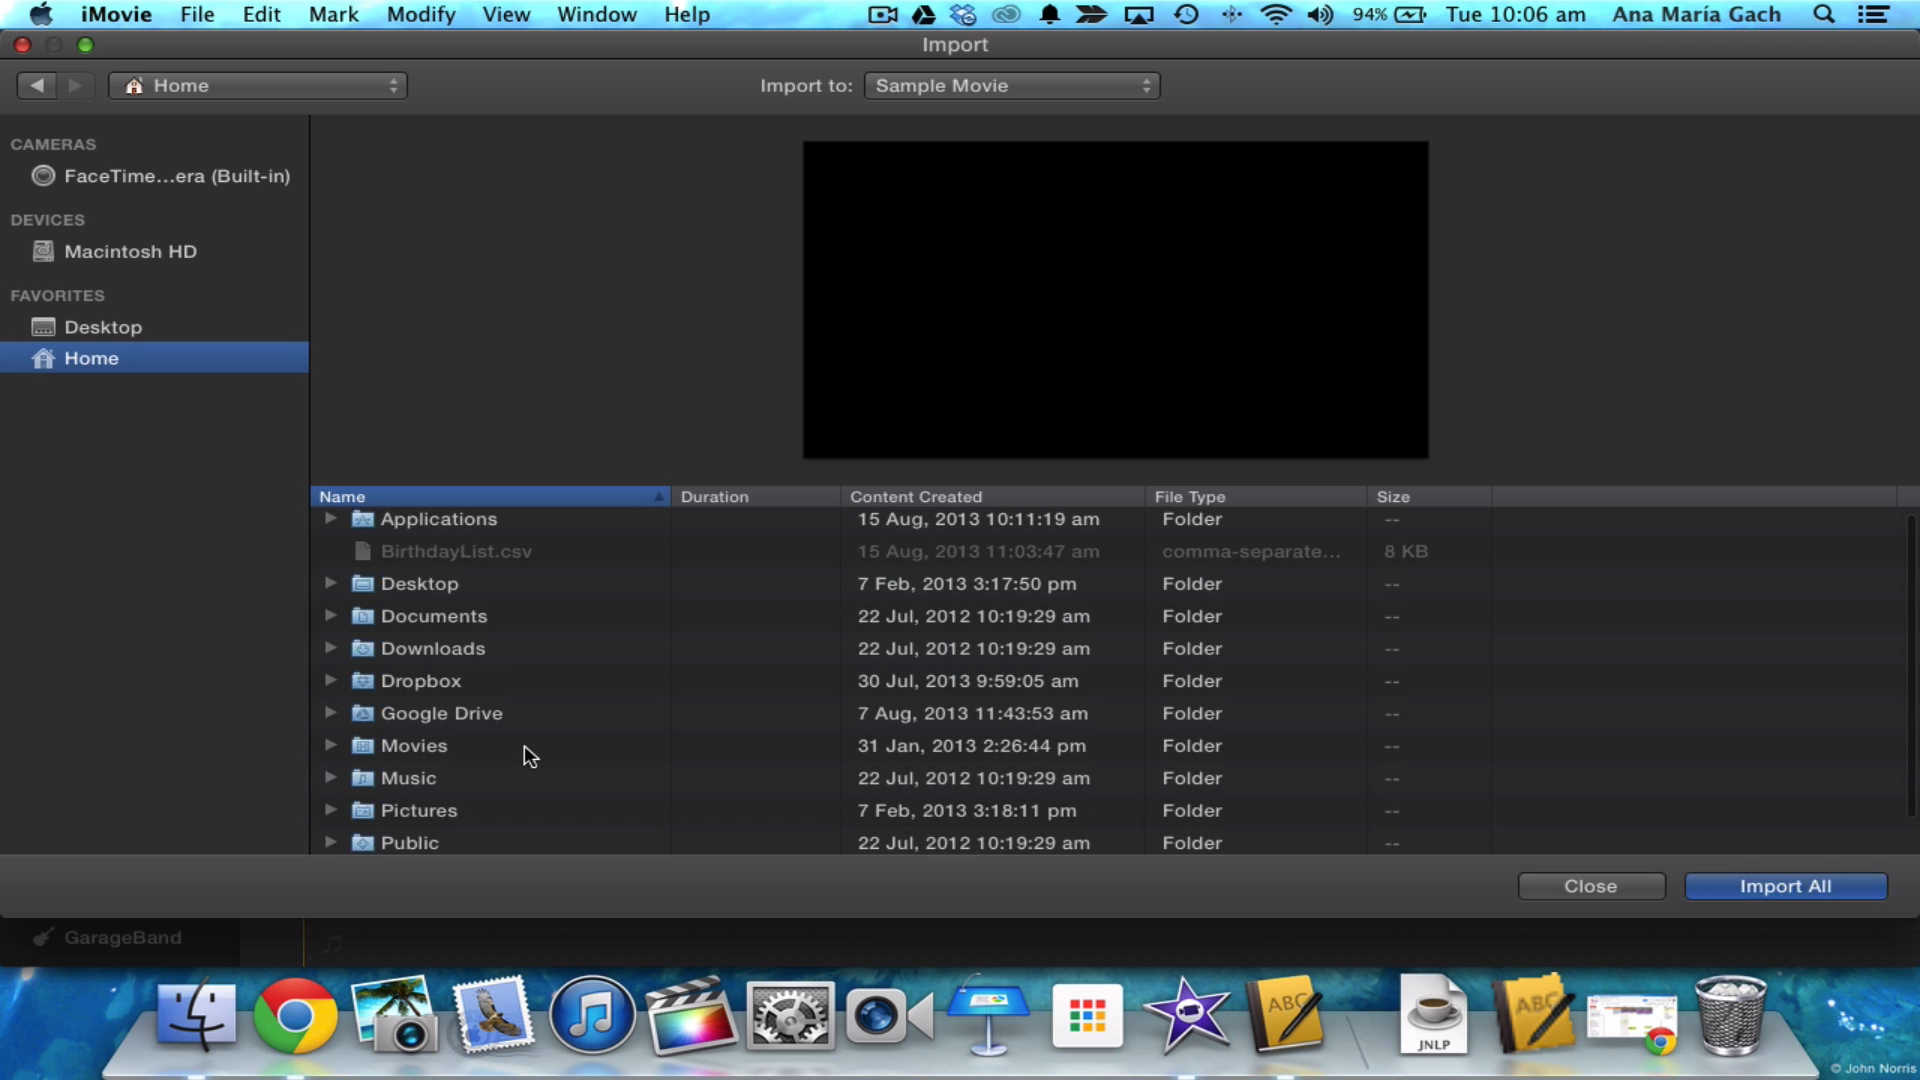 iMovie File Edit Mark Modify View Window Help 94% Tue 10:06 am Ana María Gach
Import
Home Import to: Sample Movie
CAMERAS
FaceTime...era (Built-in)
DEVICES
Macintosh HD
FAVORITES
Desktop
Home
Name Duration Content Created File Type Size
Applications 15 Aug, 2013 10:11:19 am Folder --
BirthdayList.csv 15 Aug, 2013 11:03:47 am comma-separate... 8 KB
Desktop 7 Feb, 2013 3:17:50 pm Folder --
Documents 22 Jul, 2012 10:19:29 am Folder --
Downloads 22 Jul, 2012 10:19:29 am Folder --
Dropbox 30 Jul, 2013 9:59:05 am Folder --
Google Drive 7 Aug, 2013 11:43:53 am Folder --
Movies 31 Jan, 2013 2:26:44 pm Folder --
Music 22 Jul, 2012 10:19:29 am Folder --
Pictures 7 Feb, 2013 3:18:11 pm Folder --
Public 22 Jul, 2012 10:19:29 am Folder --
Close Import All
GarageBand
ABC
ABC
JNLP
© John Norris